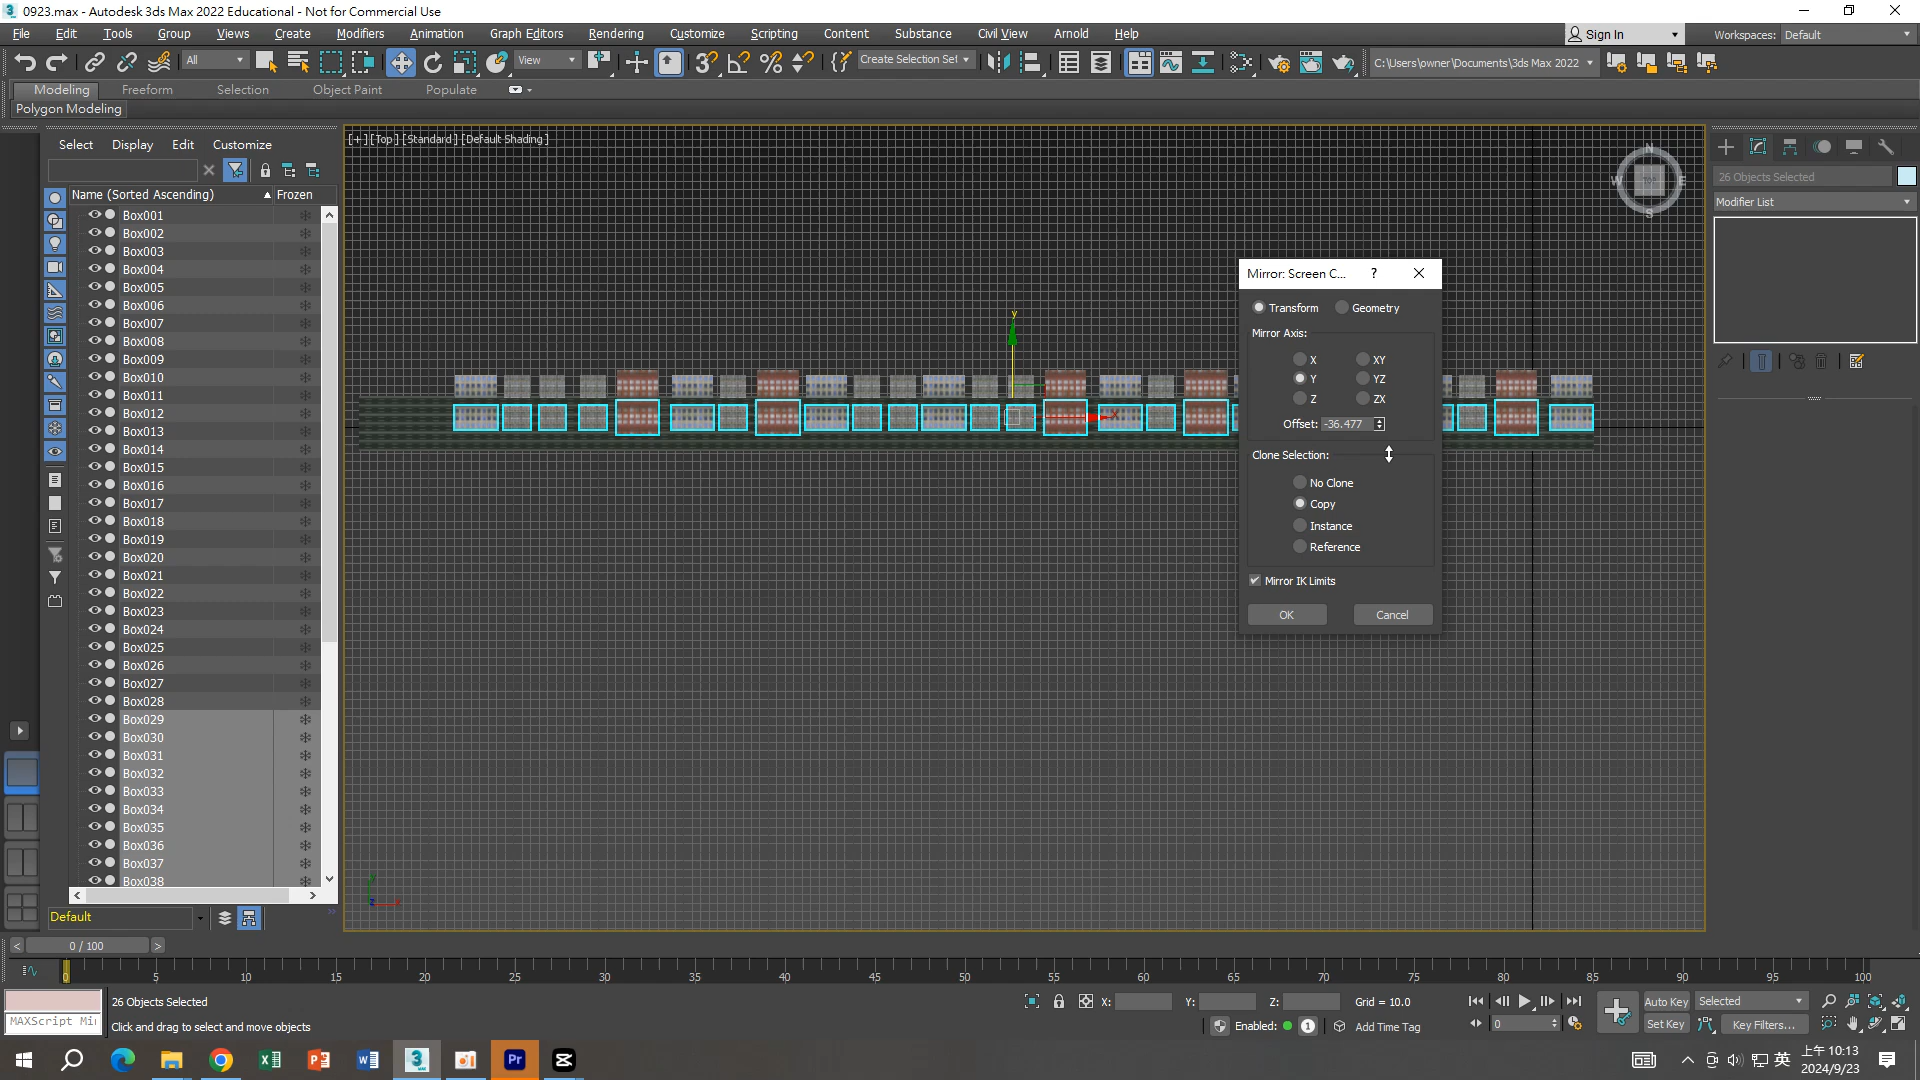 0923.max - Autodesk 3ds Max 2022 Educational - Not for Commercial Use
File Edit Tools Group Views Create Modifiers Animation Graph Editors Rendering Customize Scripting Content Substance Civil View Arnold Help Sign In Workspaces: Default
All View Create Selection Set C:\Users\owner\Documents\3ds Max 2022
Modeling Freeform Selection Object Paint Populate
Polygon Modeling
Select Display Edit Customize
Name (Sorted Ascending) Frozen
Box001
Box002
Box003
Box004
Box005
Box006
Box007
Box008
Box009
Box010
Box011
Box012
Box013
Box014
Box015
Box016
Box017
Box018
Box019
Box020
Box021
Box022
Box023
Box024
Box025
Box026
Box027
Box028
Box029
Box030
Box031
Box032
Box033
Box034
Box035
Box036
Box037
Box038
Default
[+] [Top] [Standard] [Default Shading]
N
W TOP E
S
y
x
Mirror: Screen C... ?
Transform Geometry
Mirror Axis:
X XY
Y YZ
Z ZX
Offset: -36.477
Clone Selection:
No Clone
Copy
Instance
Reference
Mirror IK Limits
OK Cancel
26 Objects Selected
Modifier List
0 / 100
0 5 10 15 20 25 30 35 40 45 50 55 60 65 70 75 80 85 90 95 100
26 Objects Selected
X: Y: Z: Grid = 10.0
Auto Key Selected
MAXScript Mi
Click and drag to select and move objects
Enabled: 1 Add Time Tag
0
Set Key Key Filters...
英
上午 10:13
2024/9/23